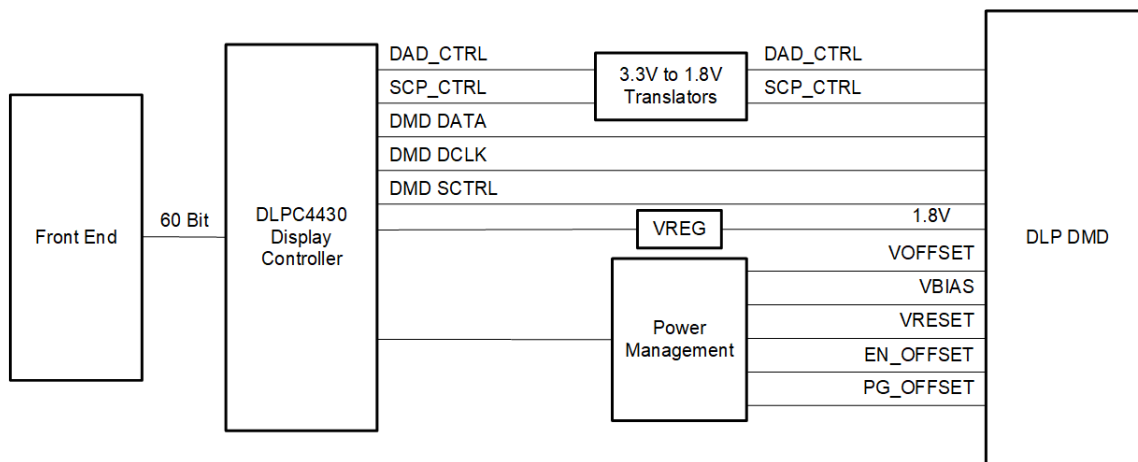 DAD_CTRL
SCP_CTRL
DMD DATA
DMD DCLK
DMD SCTRL
3.3V to 1.8V
Translators
DAD_CTRL
SCP_CTRL
Front End
60 Bit
DLPC4430
Display
Controller
VREG
1.8V
DLP DMD
Power
Management
VOFFSET
VBIAS
VRESET
EN_OFFSET
PG_OFFSET